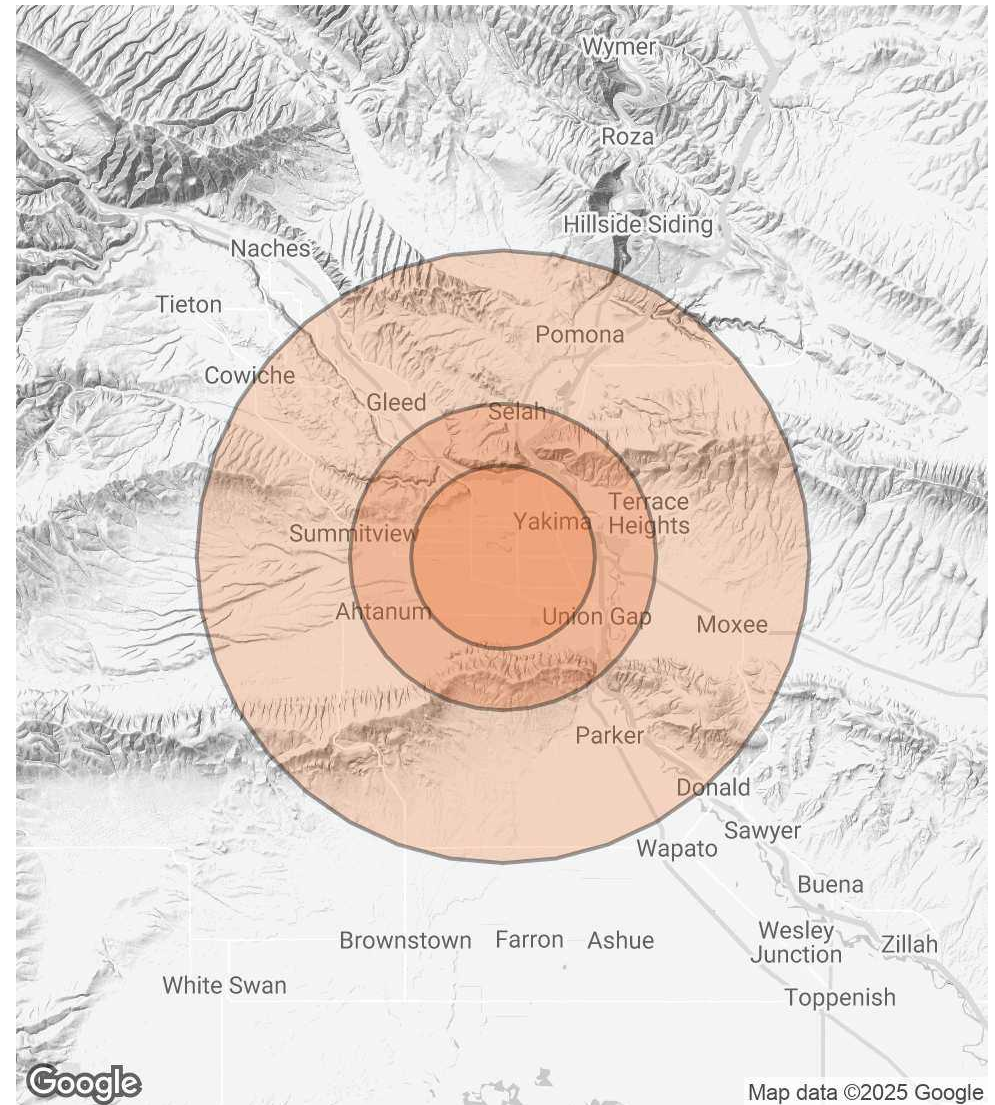 Wymer
Roza
Hillside Siding
Naches
Tieton
Pomona
Cowiche
Gleed
Selah
Terrace
Heights
Yakima
Summitview
Ahtanum
Union Gap
Moxee
Parker
Donald
Sawyer
Wapato
Buena
Wesley
Junction
Brownstown
Farron
Ashue
Zillah
White Swan
Toppenish
Google
Map data ©2025 Google